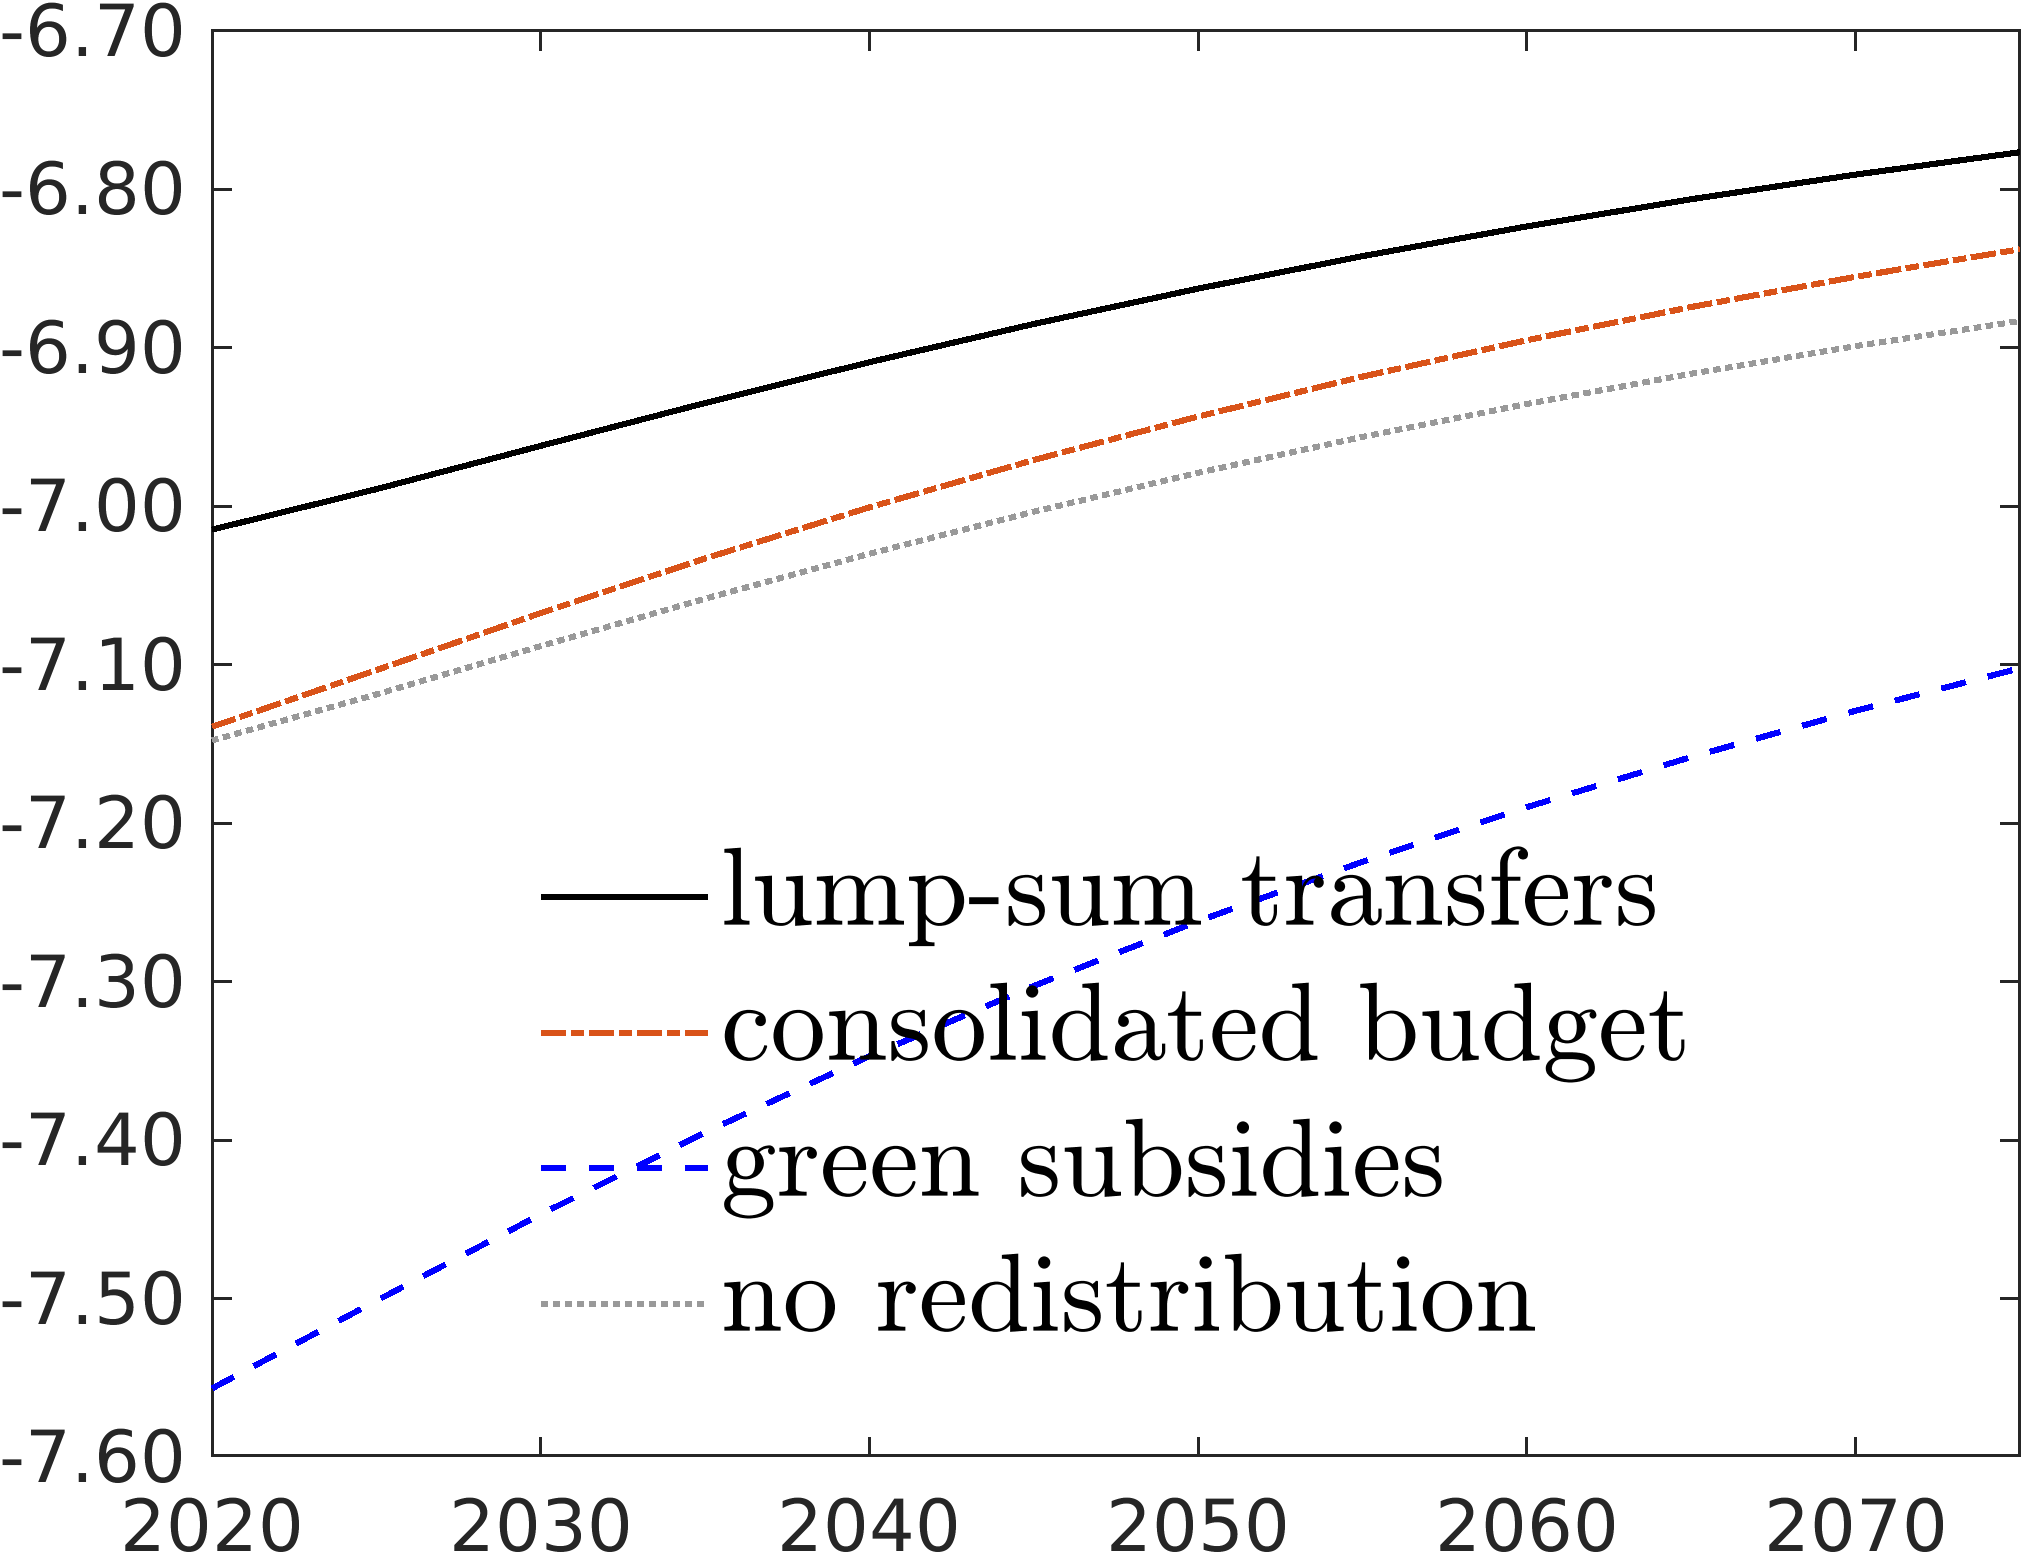 -6.70
-6.80
-6.90
-7.00
-7.10
-7.20
-7.30
-7.40
-7.50
-7.60
lump-sum transfers
consolidated budget
green subsidies
no redistribution
2020 2030 2040 2050 2060 2070